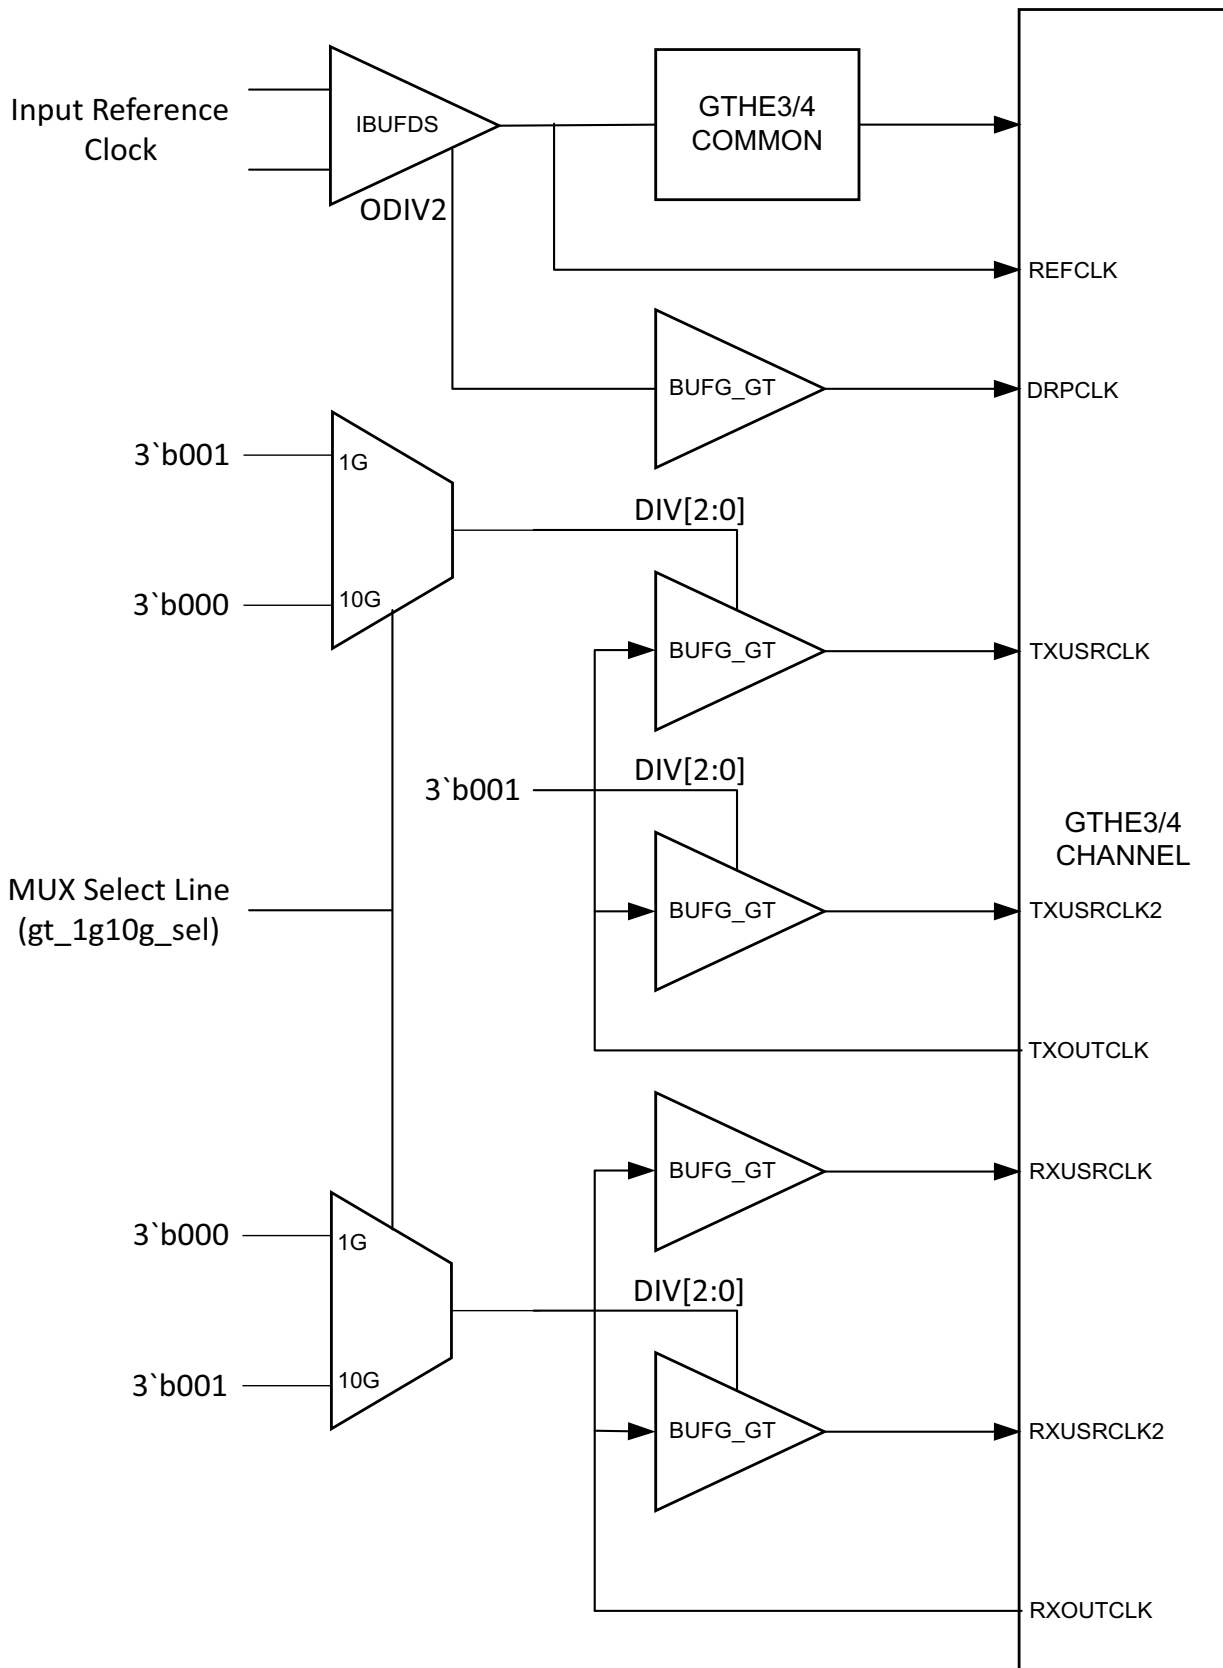 Input Reference
Clock
IBUFDS
GTHE3/4
COMMON
ODIV2
REFCLK
BUFG_GT
DRPCLK
3`b001
1G
DIV[2:0]
3`b000
10G
BUFG_GT
TXUSRCLK
3`b001
DIV[2:0]
GTHE3/4
CHANNEL
MUX Select Line
(gt_1g10g_sel)
BUFG_GT
TXUSRCLK2
TXOUTCLK
BUFG_GT
RXUSRCLK
3`b000
1G
DIV[2:0]
3`b001
10G
BUFG_GT
RXUSRCLK2
RXOUTCLK